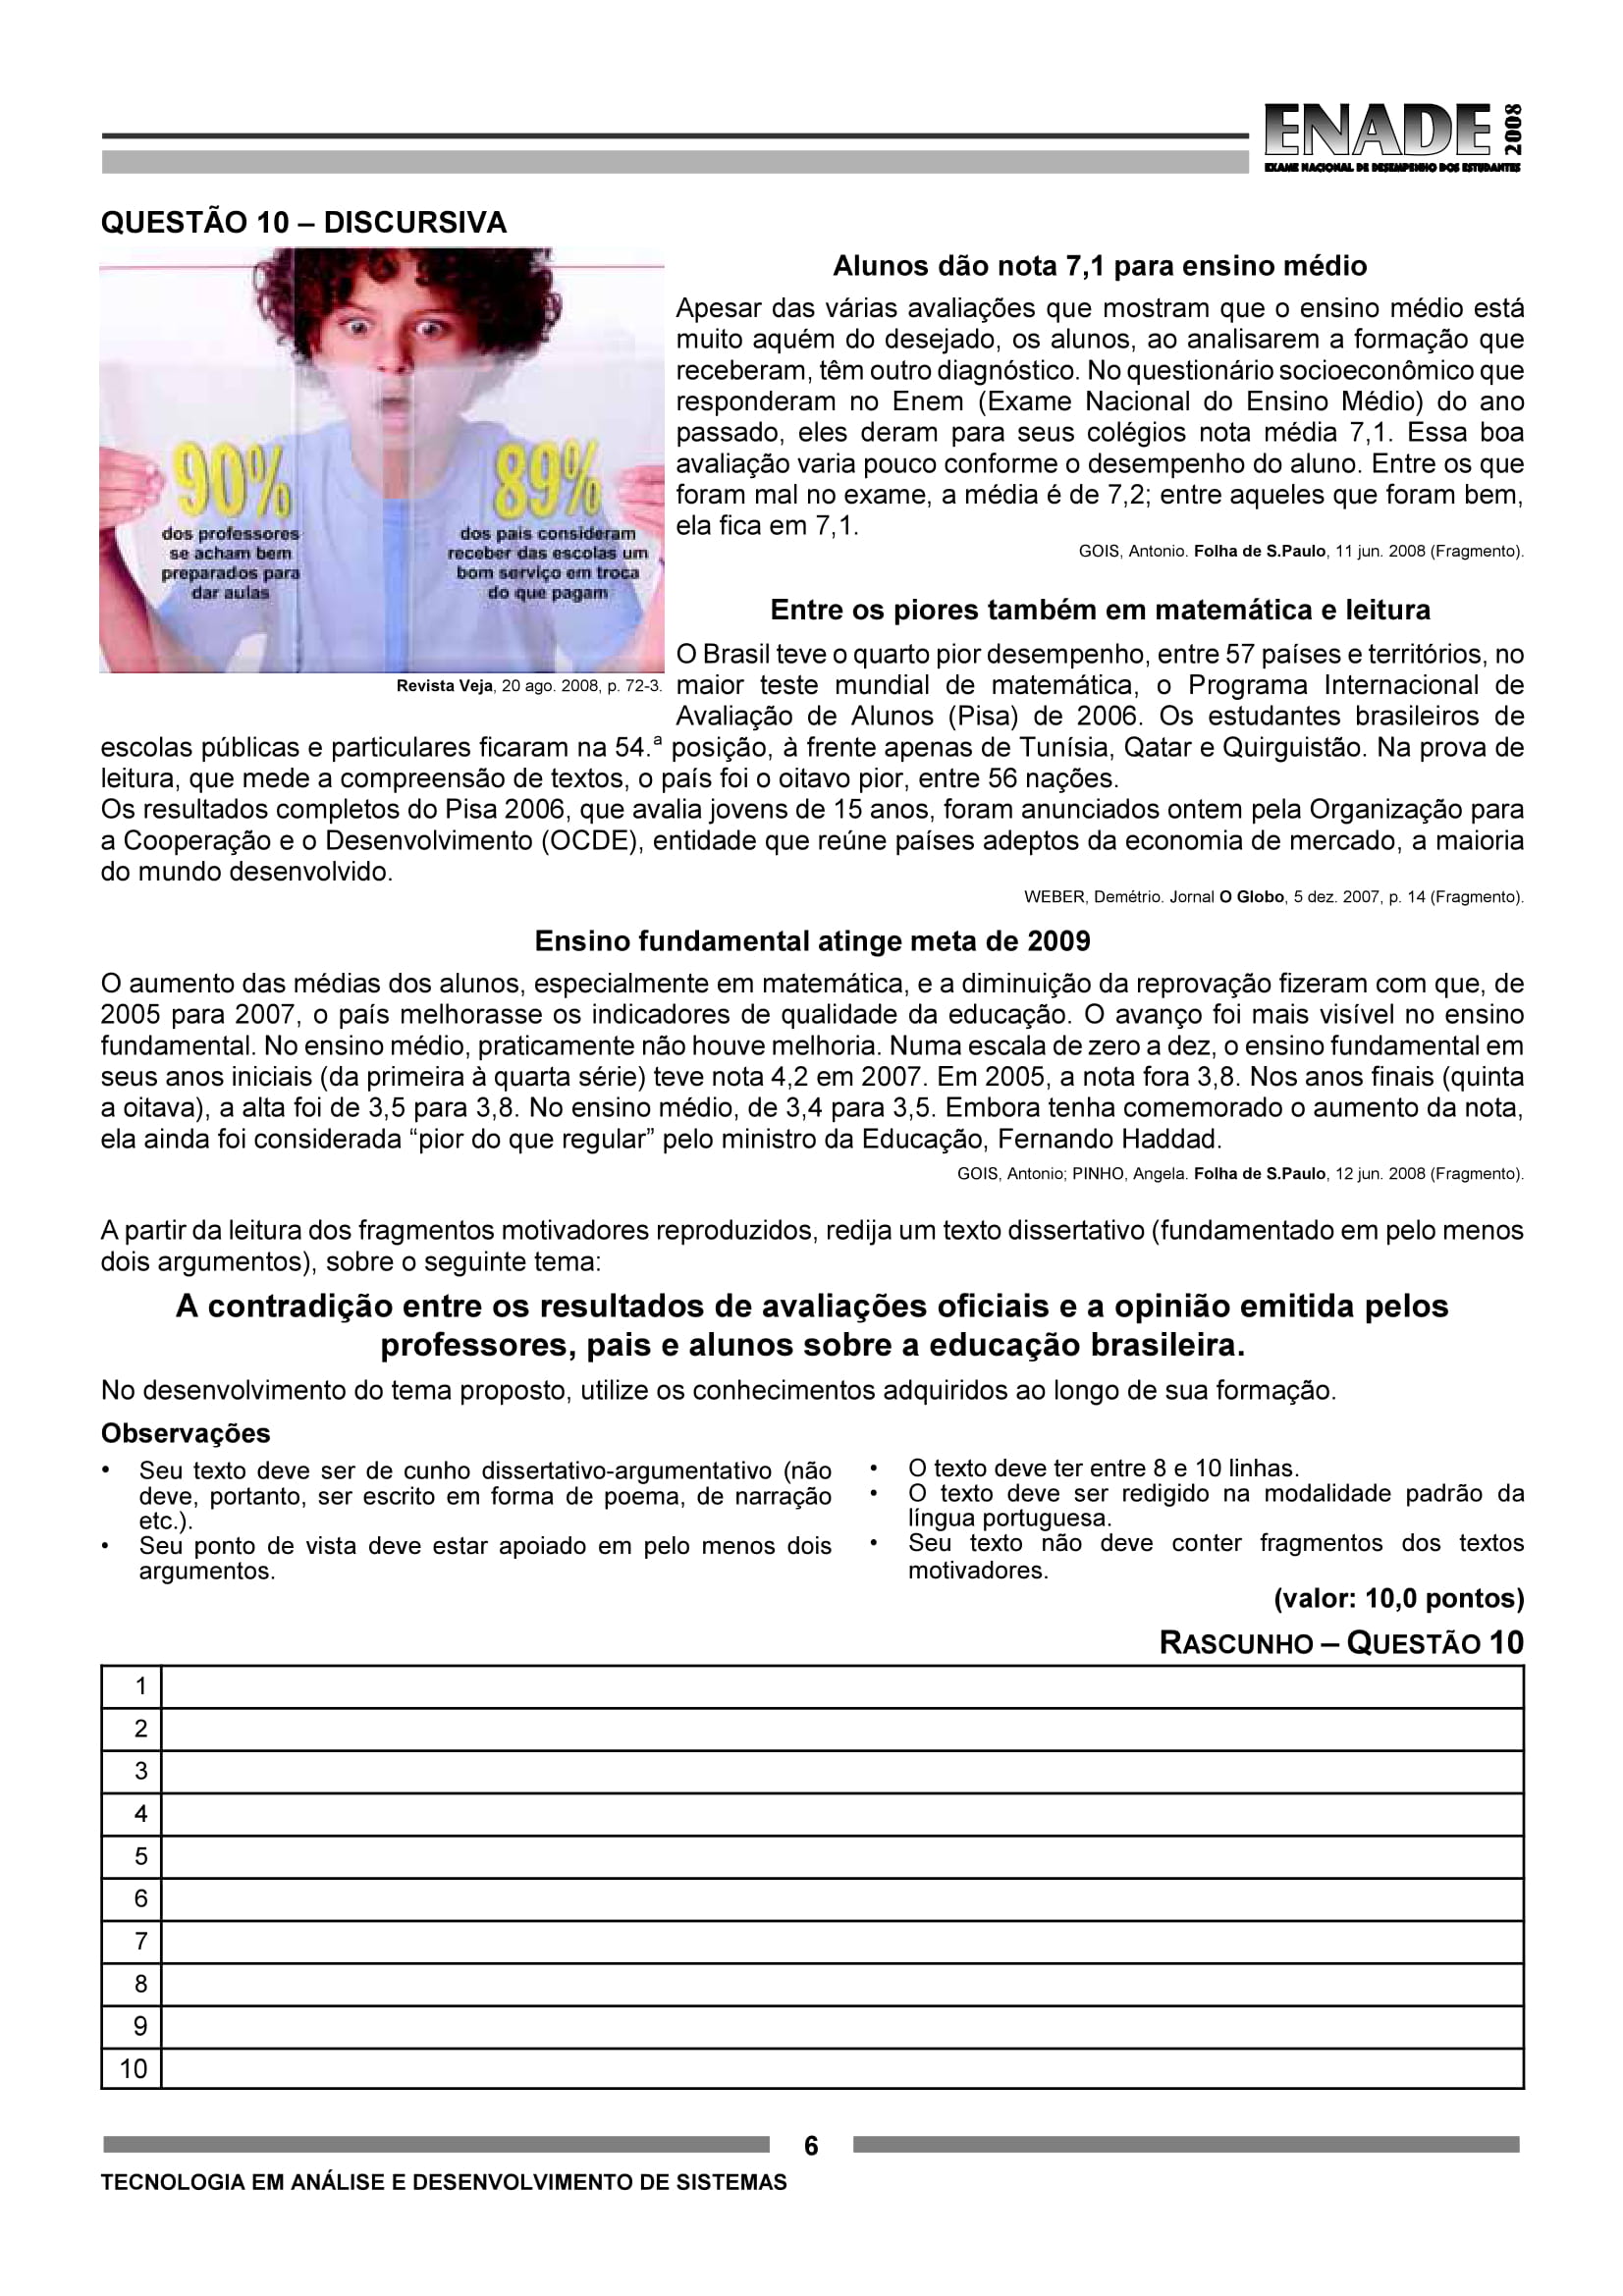 ENADE 2008
EXAME NACIONAL DE DESEMPENHO DOS ESTUDANTES
QUESTÃO 10 – DISCURSIVA
90%
dos professores
se acham bem
preparados para
dar aulas
89%
dos pais consideram
receber das escolas um
bom serviço em troca
do que pagam
Revista Veja, 20 ago. 2008, p. 72-3.
Alunos dão nota 7,1 para ensino médio
Apesar das várias avaliações que mostram que o ensino médio está
muito aquém do desejado, os alunos, ao analisarem a formação que
receberam, têm outro diagnóstico. No questionário socioeconômico que
responderam no Enem (Exame Nacional do Ensino Médio) do ano
passado, eles deram para seus colégios nota média 7,1. Essa boa
avaliação varia pouco conforme o desempenho do aluno. Entre os que
foram mal no exame, a média é de 7,2; entre aqueles que foram bem,
ela fica em 7,1.
GOIS, Antonio. Folha de S.Paulo, 11 jun. 2008 (Fragmento).
Entre os piores também em matemática e leitura
O Brasil teve o quarto pior desempenho, entre 57 países e territórios, no
maior teste mundial de matemática, o Programa Internacional de
Avaliação de Alunos (Pisa) de 2006. Os estudantes brasileiros de
escolas públicas e particulares ficaram na 54.ª posição, à frente apenas de Tunísia, Qatar e Quirguistão. Na prova de
leitura, que mede a compreensão de textos, o país foi o oitavo pior, entre 56 nações.
Os resultados completos do Pisa 2006, que avalia jovens de 15 anos, foram anunciados ontem pela Organização para
a Cooperação e o Desenvolvimento (OCDE), entidade que reúne países adeptos da economia de mercado, a maioria
do mundo desenvolvido.
WEBER, Demétrio. Jornal O Globo, 5 dez. 2007, p. 14 (Fragmento).
Ensino fundamental atinge meta de 2009
O aumento das médias dos alunos, especialmente em matemática, e a diminuição da reprovação fizeram com que, de
2005 para 2007, o país melhorasse os indicadores de qualidade da educação. O avanço foi mais visível no ensino
fundamental. No ensino médio, praticamente não houve melhoria. Numa escala de zero a dez, o ensino fundamental em
seus anos iniciais (da primeira à quarta série) teve nota 4,2 em 2007. Em 2005, a nota fora 3,8. Nos anos finais (quinta
a oitava), a alta foi de 3,5 para 3,8. No ensino médio, de 3,4 para 3,5. Embora tenha comemorado o aumento da nota,
ela ainda foi considerada “pior do que regular” pelo ministro da Educação, Fernando Haddad.
GOIS, Antonio; PINHO, Angela. Folha de S.Paulo, 12 jun. 2008 (Fragmento).
A partir da leitura dos fragmentos motivadores reproduzidos, redija um texto dissertativo (fundamentado em pelo menos
dois argumentos), sobre o seguinte tema:
A contradição entre os resultados de avaliações oficiais e a opinião emitida pelos
professores, pais e alunos sobre a educação brasileira.
No desenvolvimento do tema proposto, utilize os conhecimentos adquiridos ao longo de sua formação.
Observações
• Seu texto deve ser de cunho dissertativo-argumentativo (não
deve, portanto, ser escrito em forma de poema, de narração
etc.).
• Seu ponto de vista deve estar apoiado em pelo menos dois
argumentos.
• O texto deve ter entre 8 e 10 linhas.
• O texto deve ser redigido na modalidade padrão da
língua portuguesa.
• Seu texto não deve conter fragmentos dos textos
motivadores.
(valor: 10,0 pontos)
RASCUNHO – QUESTÃO 10
1
2
3
4
5
6
7
8
9
10
6
TECNOLOGIA EM ANÁLISE E DESENVOLVIMENTO DE SISTEMAS